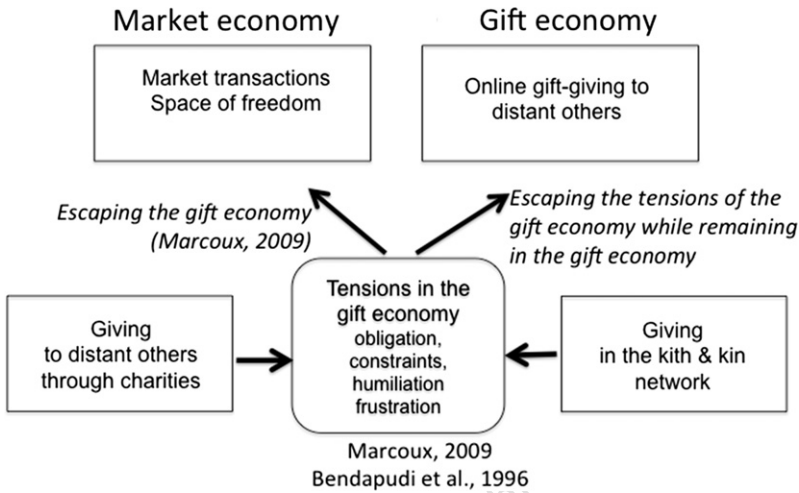 Market economy
Gift economy
Market transactions
Space of freedom
Online gift-giving to
distant others
Escaping the gift economy
(Marcoux, 2009)
Escaping the tensions of the
gift economy while remaining
in the gift economy
Giving
to distant others
through charities
Tensions in the
gift economy
obligation,
constraints,
humiliation
frustration
Giving
in the kith & kin
network
Marcoux, 2009
Bendapudi et al., 1996